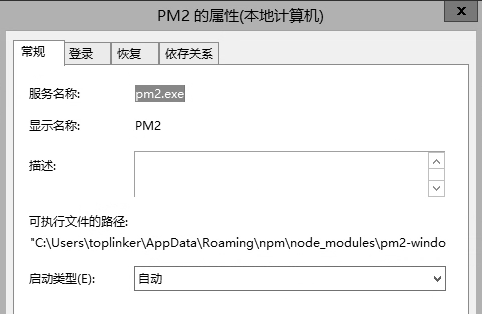 PM2 的属性(本地计算机)
常规 登录 恢复 依存关系
服务名称: pm2.exe
显示名称: PM2
描述:
可执行文件的路径:
"C:\Users\toplinker\AppData\Roaming\npm\node_modules\pm2-windo
启动类型(E): 自动